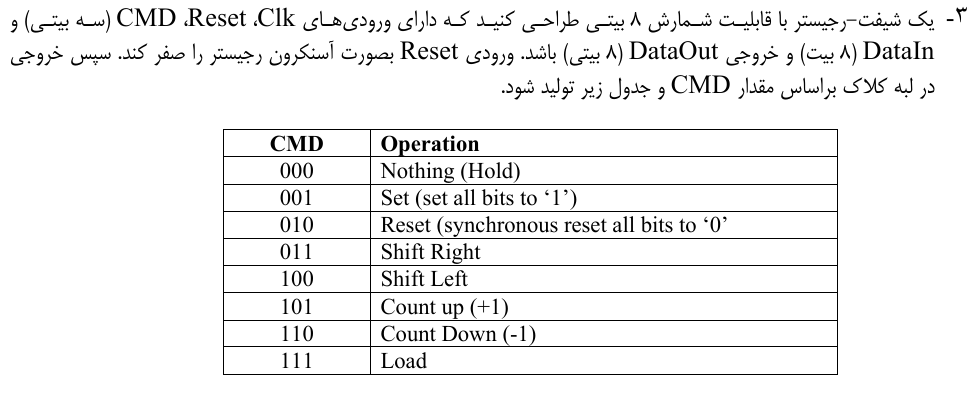 ۳- یک شیفت-رجیستر با قابلیت شمارش ۸ بیتی طراحی کنید که دارای ورودی‌های Clk، Reset، CMD (سه بیتی) و
DataIn (۸ بیت) و خروجی DataOut (۸ بیتی) باشد. ورودی Reset بصورت آسنکرون رجیستر را صفر کند. سپس خروجی
در لبه کلاک براساس مقدار CMD و جدول زیر تولید شود.
CMD Operation
000 Nothing (Hold)
001 Set (set all bits to ‘1’)
010 Reset (synchronous reset all bits to ‘0’
011 Shift Right
100 Shift Left
101 Count up (+1)
110 Count Down (-1)
111 Load